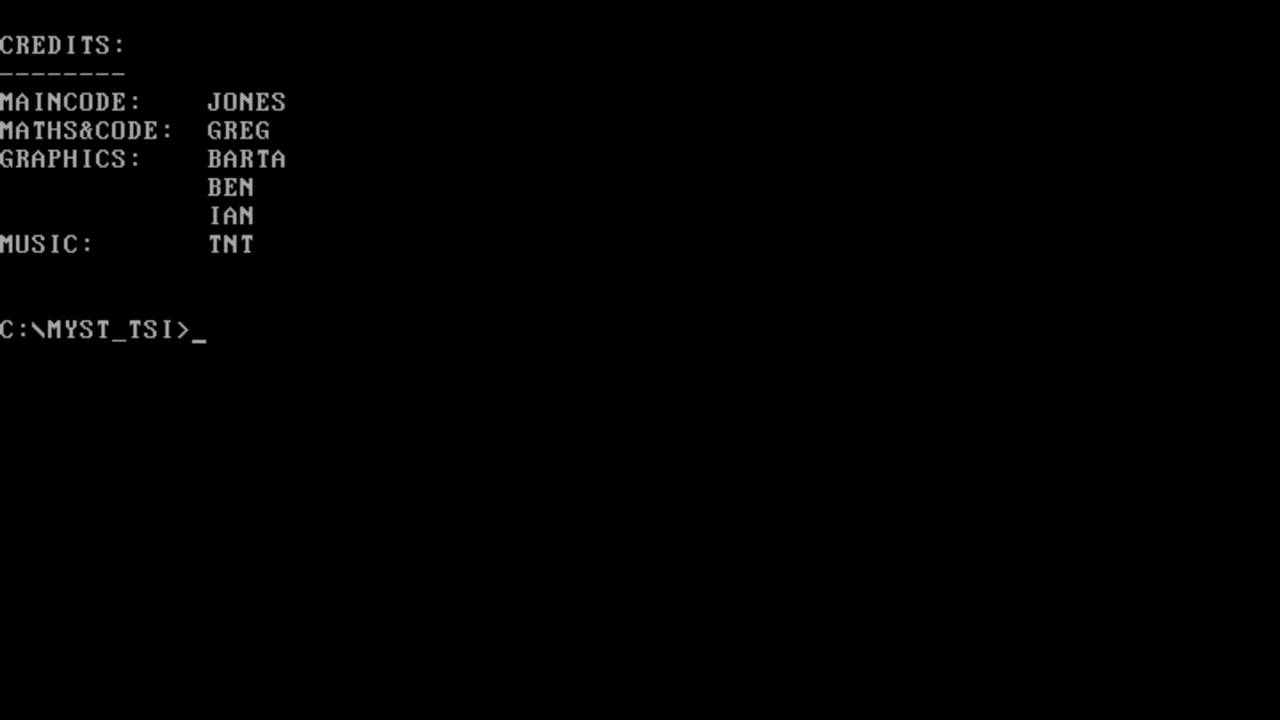 CREDITS:
--------
MAINCODE: JONES
MATHS&CODE: GREG
GRAPHICS: BARTA
BEN
IAN
MUSIC: TNT
C:\MYST_TSI>_